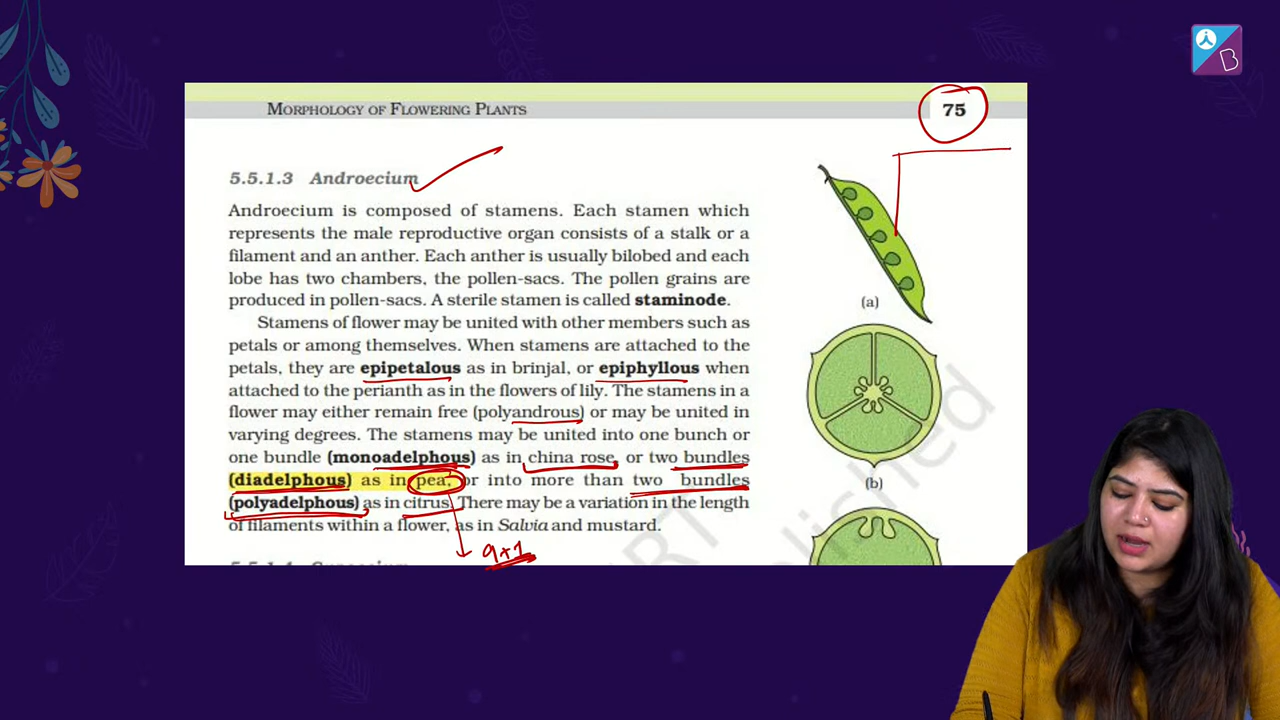 MORPHOLOGY OF FLOWERING PLANTS
75
5.5.1.3 Androecium
Androecium is composed of stamens. Each stamen which
represents the male reproductive organ consists of a stalk or a
filament and an anther. Each anther is usually bilobed and each
lobe has two chambers, the pollen-sacs. The pollen grains are
produced in pollen-sacs. A sterile stamen is called staminode.
Stamens of flower may be united with other members such as
petals or among themselves. When stamens are attached to the
petals, they are epipetalous as in brinjal, or epiphyllous when
attached to the perianth as in the flowers of lily. The stamens in a
flower may either remain free (polyandrous) or may be united in
varying degrees. The stamens may be united into one bunch or
one bundle (monoadelphous) as in china rose, or two bundles
(diadelphous) as in pea, or into more than two bundles
(polyadelphous) as in citrus. There may be a variation in the length
of filaments within a flower, as in Salvia and mustard.
9+1
(a)
(b)
B